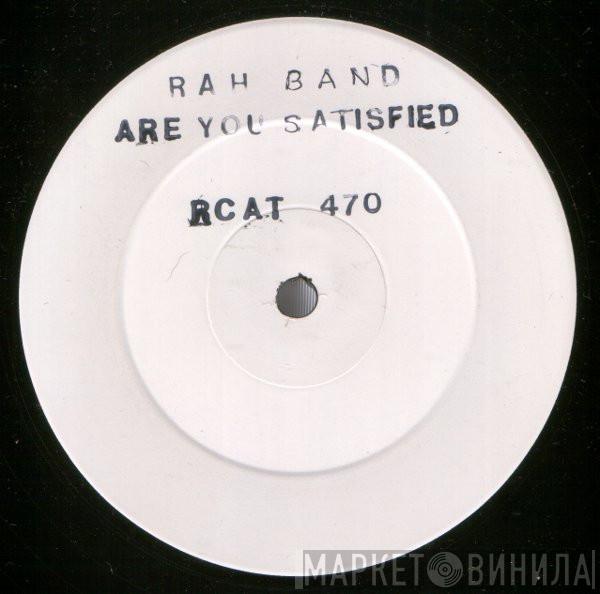 RAH BAND
ARE YOU SATISFIED
RCAT 470
МАРКЕТ ВИНИЛА